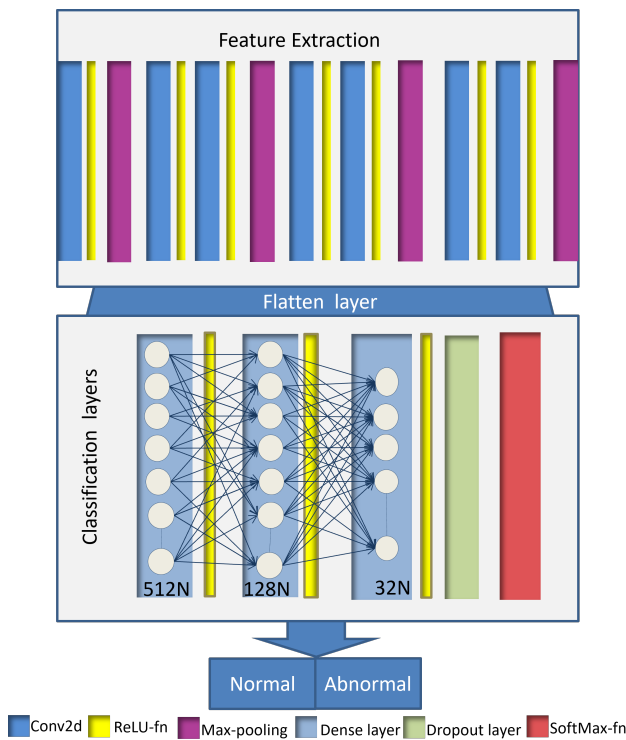 Feature Extraction
Flatten layer
Classification layers
512N
128N
32N
Normal
Abnormal
Conv2d
ReLU-fn
Max-pooling
Dense layer
Dropout layer
SoftMax-fn